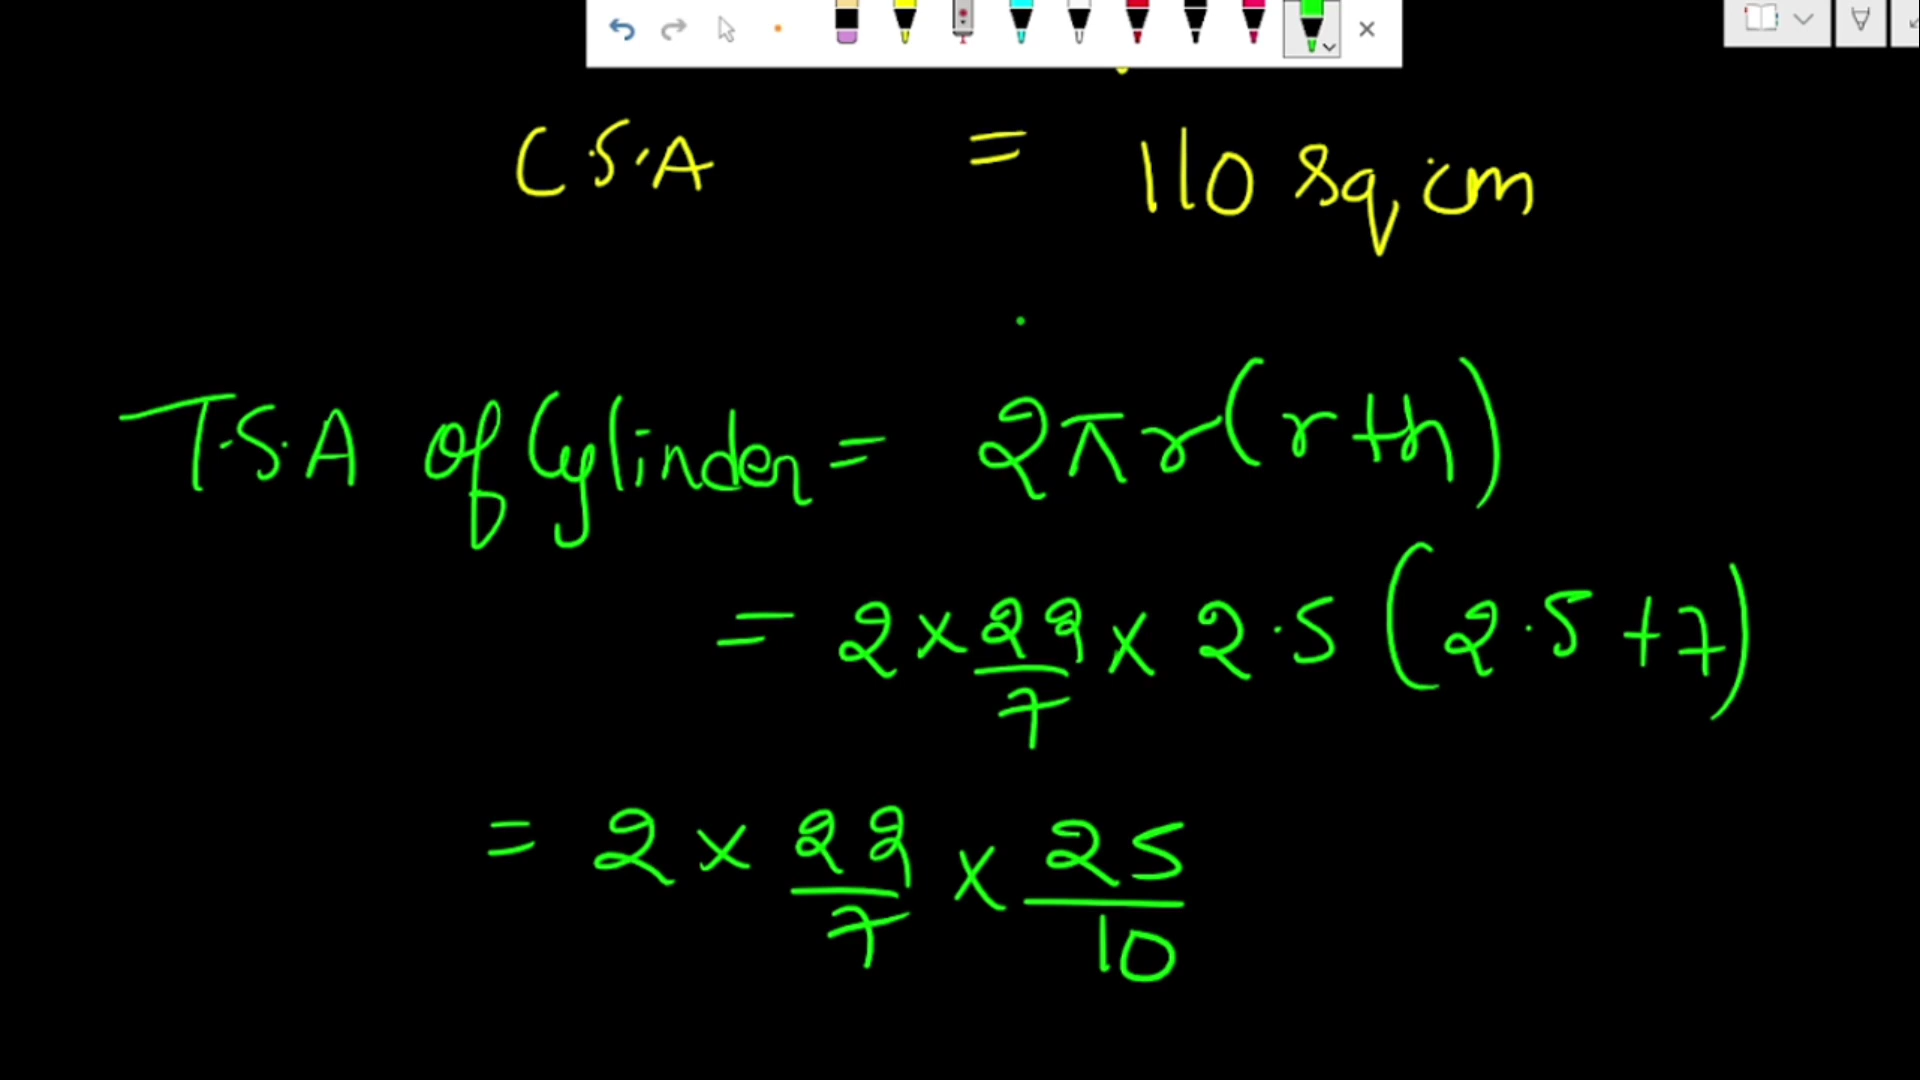 C.S.A = 110 sq cm
T.S.A of Cylinder = 2πr(r+h)
= 2 × 22/7 × 2.5 (2.5+7)
= 2 × 22/7 × 25/10